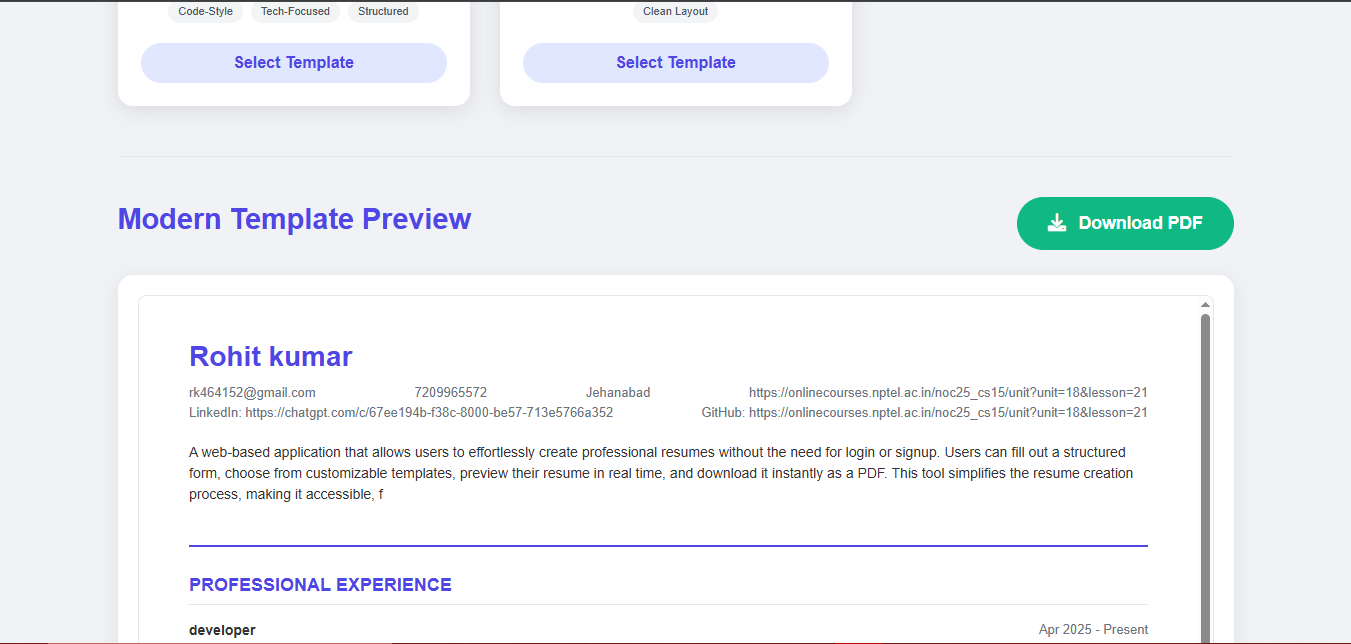 Code-Style Tech-Focused Structured Clean Layout
Select Template Select Template
Modern Template Preview
Download PDF
Rohit kumar
rk464152@gmail.com 7209965572 Jehanabad https://onlinecourses.nptel.ac.in/noc25_cs15/unit?unit=18&lesson=21
LinkedIn: https://chatgpt.com/c/67ee194b-f38c-8000-be57-713e5766a352 GitHub: https://onlinecourses.nptel.ac.in/noc25_cs15/unit?unit=18&lesson=21
A web-based application that allows users to effortlessly create professional resumes without the need for login or signup. Users can fill out a structured
form, choose from customizable templates, preview their resume in real time, and download it instantly as a PDF. This tool simplifies the resume creation
process, making it accessible, f
PROFESSIONAL EXPERIENCE
developer Apr 2025 - Present